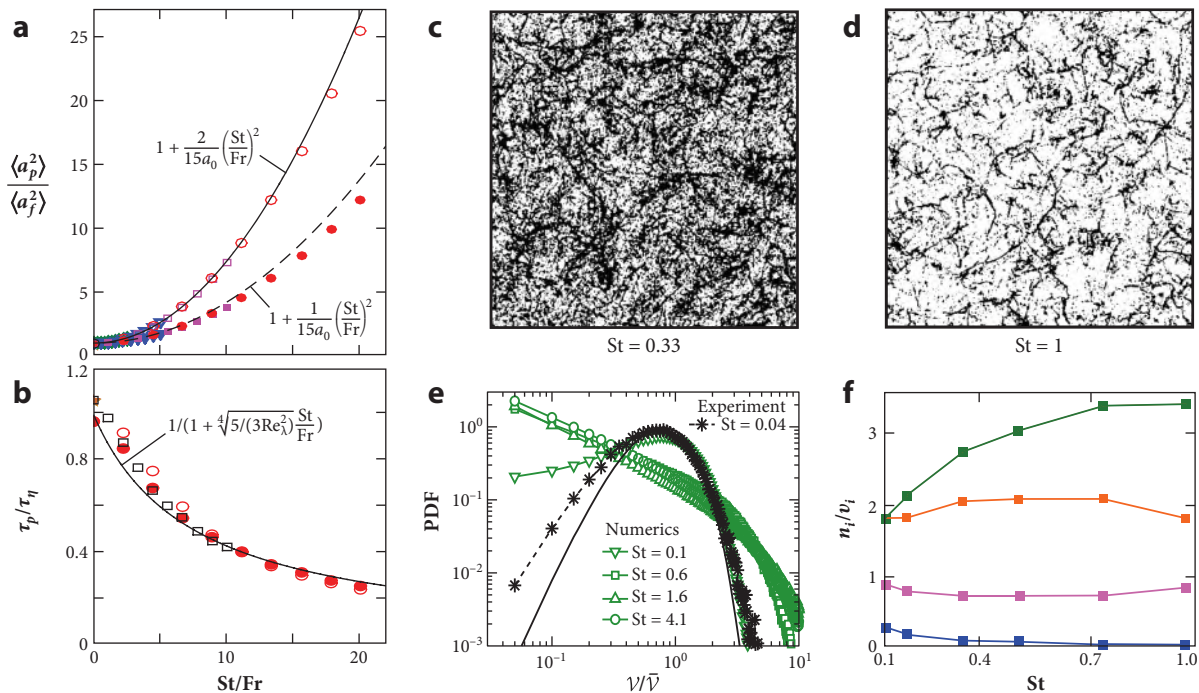 a
25
20
15
10
5
0
⟨a_p^2⟩
⟨a_f^2⟩
1 + 2/(15a_0) (St/Fr)^2
1 + 1/(15a_0) (St/Fr)^2
b
1.2
1.0
0.8
0.4
0
τ_p/τ_η
1/(1 + ∜5/(3Re_λ^2) St/Fr)
0
10
20
St/Fr
c
St = 0.33
d
St = 1
e
10^0
10^−1
10^−2
10^−3
PDF
Experiment
St = 0.04
Numerics
St = 0.1
St = 0.6
St = 1.6
St = 4.1
10^−1
10^0
10^1
𝒱/𝒱̄
f
3
2
1
0
n_i/v_i
0.1
0.4
0.7
1.0
St